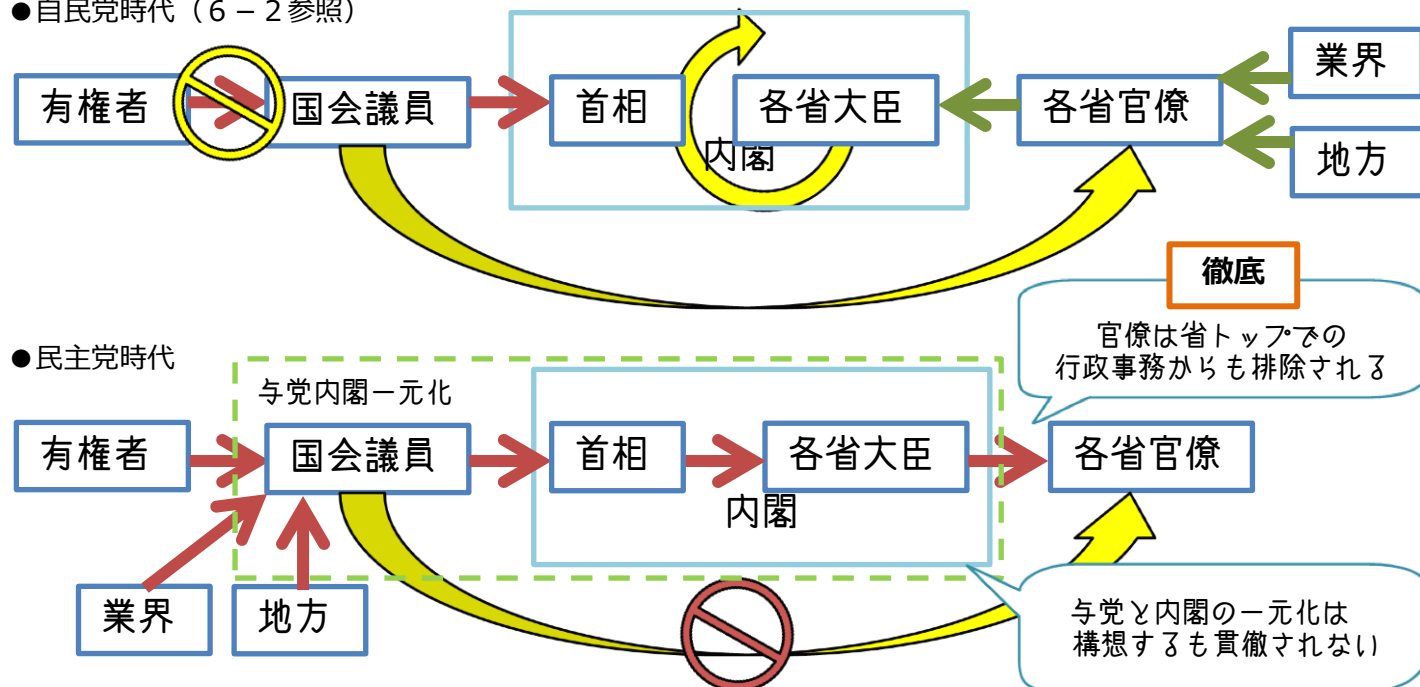 ●自民党時代（６－２参照）
有権者
国会議員
首相
各省大臣
内閣
各省官僚
業界
地方
徹底
官僚は省トップでの
行政事務からも排除される
●民主党時代
与党内閣一元化
有権者
国会議員
首相
各省大臣
内閣
各省官僚
業界
地方
与党と内閣の一元化は
構想するも貫徹されない